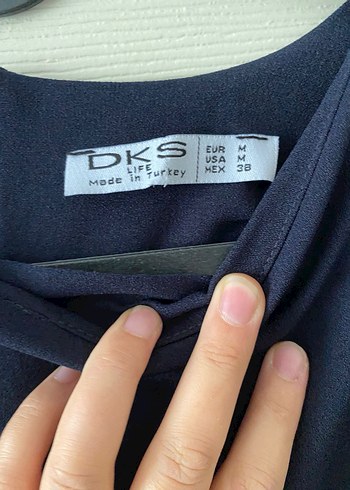 DKS
LIFE
Made in Turkey
EUR M
USA M
MEX 38